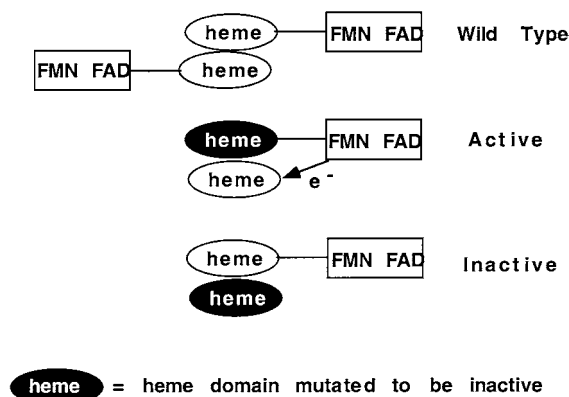 heme FMN FAD Wild Type
FMN FAD heme
heme FMN FAD Active
heme e-
heme FMN FAD Inactive
heme
heme = heme domain mutated to be inactive